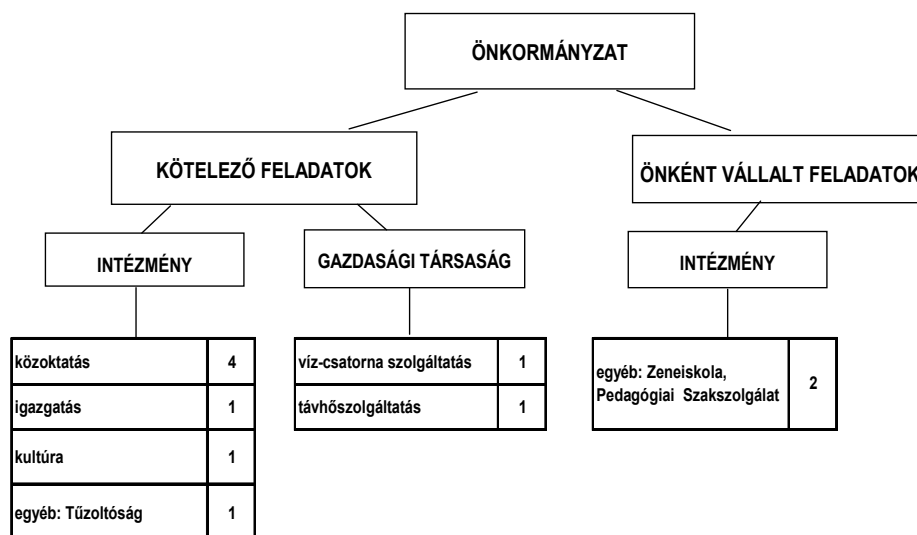 ÖNKORMÁNYZAT
KÖTELEZŐ FELADATOK
ÖNKÉNT VÁLLALT FELADATOK
INTÉZMÉNY
GAZDASÁGI TÁRSASÁG
INTÉZMÉNY
közoktatás 4
igazgatás 1
kultúra 1
egyéb: Tűzoltóság 1
víz-csatorna szolgáltatás 1
távhőszolgáltatás 1
egyéb: Zeneiskola,
Pedagógiai Szakszolgálat 2